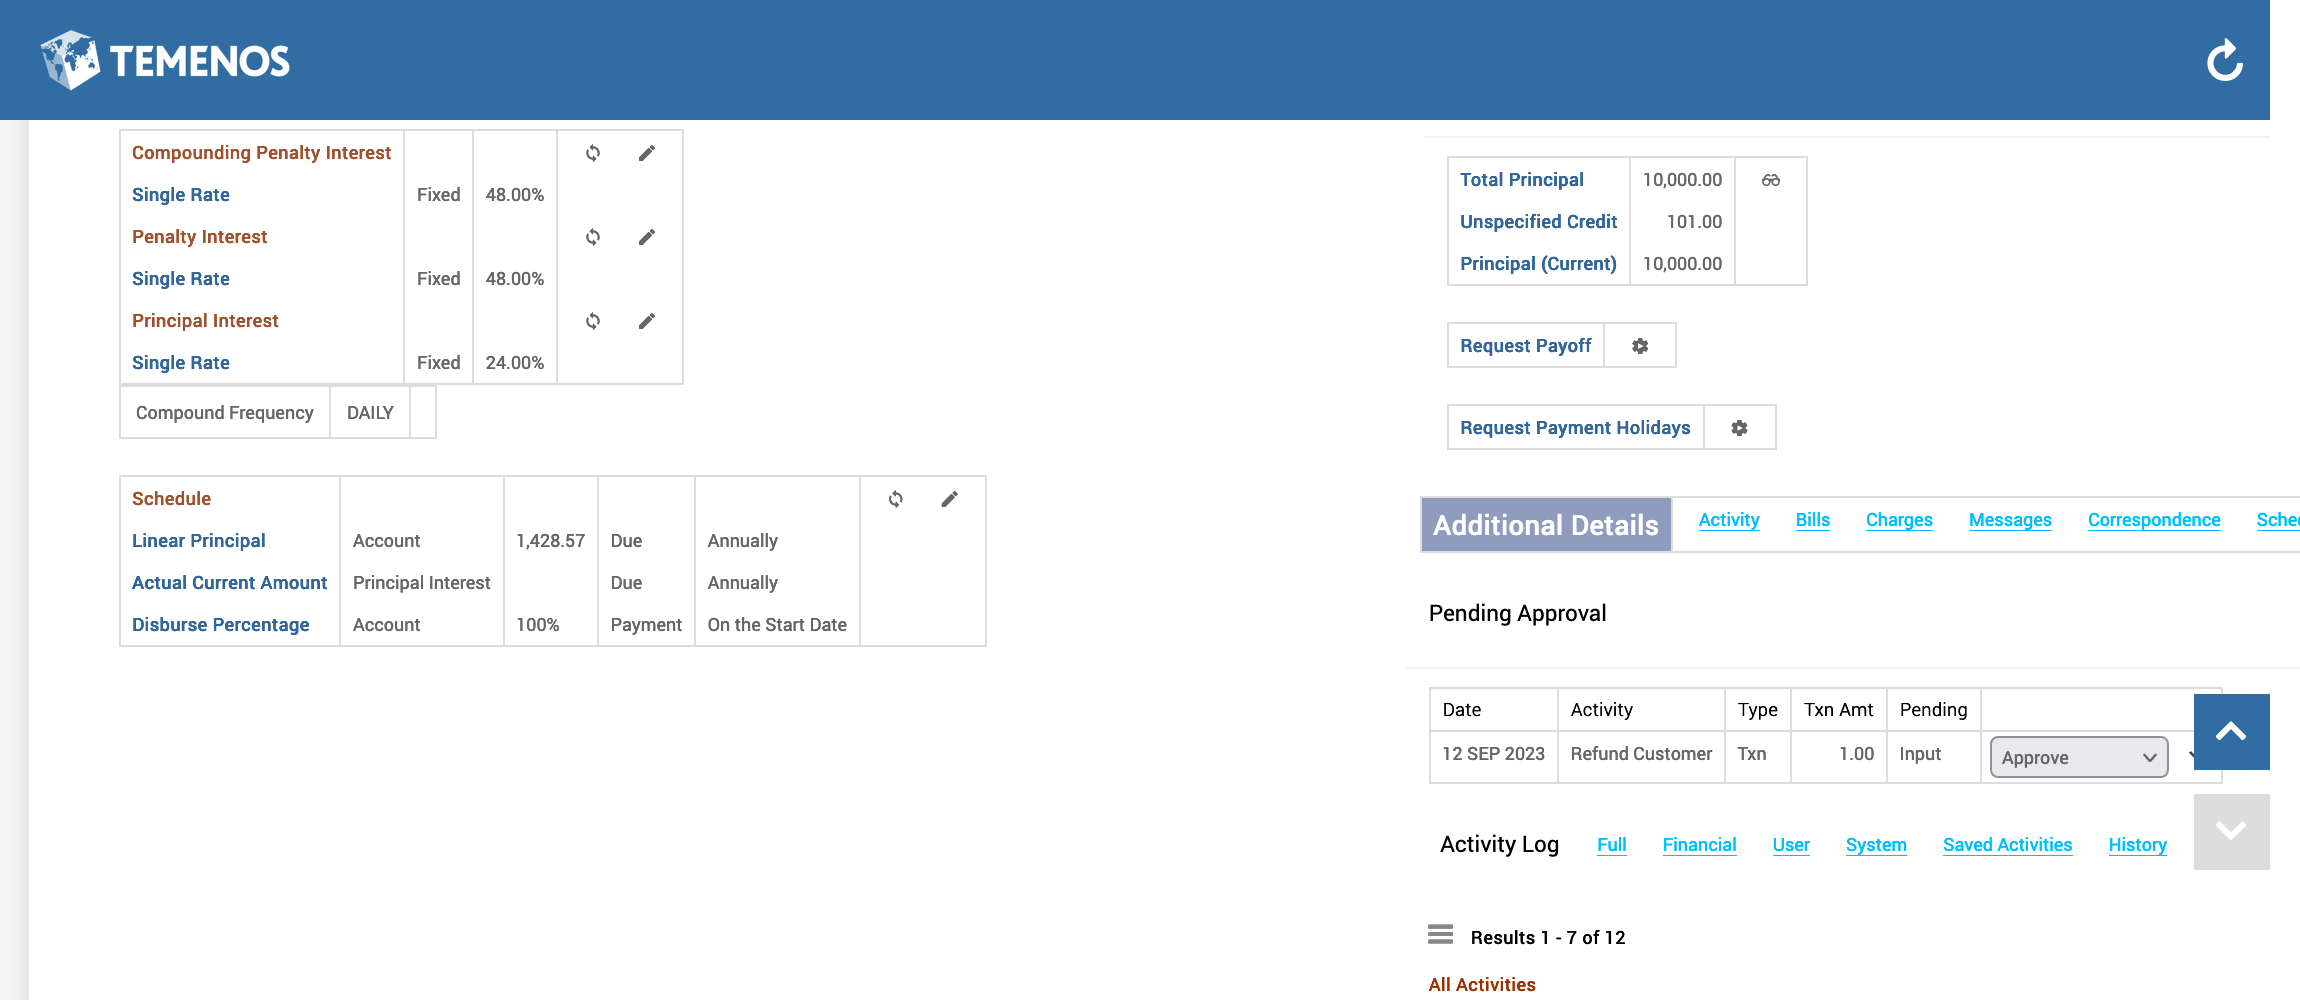 TEMENOS
Compounding Penalty Interest
Single Rate Fixed 48.00%
Penalty Interest
Single Rate Fixed 48.00%
Principal Interest
Single Rate Fixed 24.00%
Compound Frequency DAILY
Schedule
Linear Principal Account 1,428.57 Due Annually
Actual Current Amount Principal Interest Due Annually
Disburse Percentage Account 100% Payment On the Start Date
Total Principal 10,000.00
Unspecified Credit 101.00
Principal (Current) 10,000.00
Request Payoff
Request Payment Holidays
Additional Details Activity Bills Charges Messages Correspondence Sche
Pending Approval
Date Activity Type Txn Amt Pending
12 SEP 2023 Refund Customer Txn 1.00 Input Approve
Activity Log Full Financial User System Saved Activities History
Results 1 - 7 of 12
All Activities